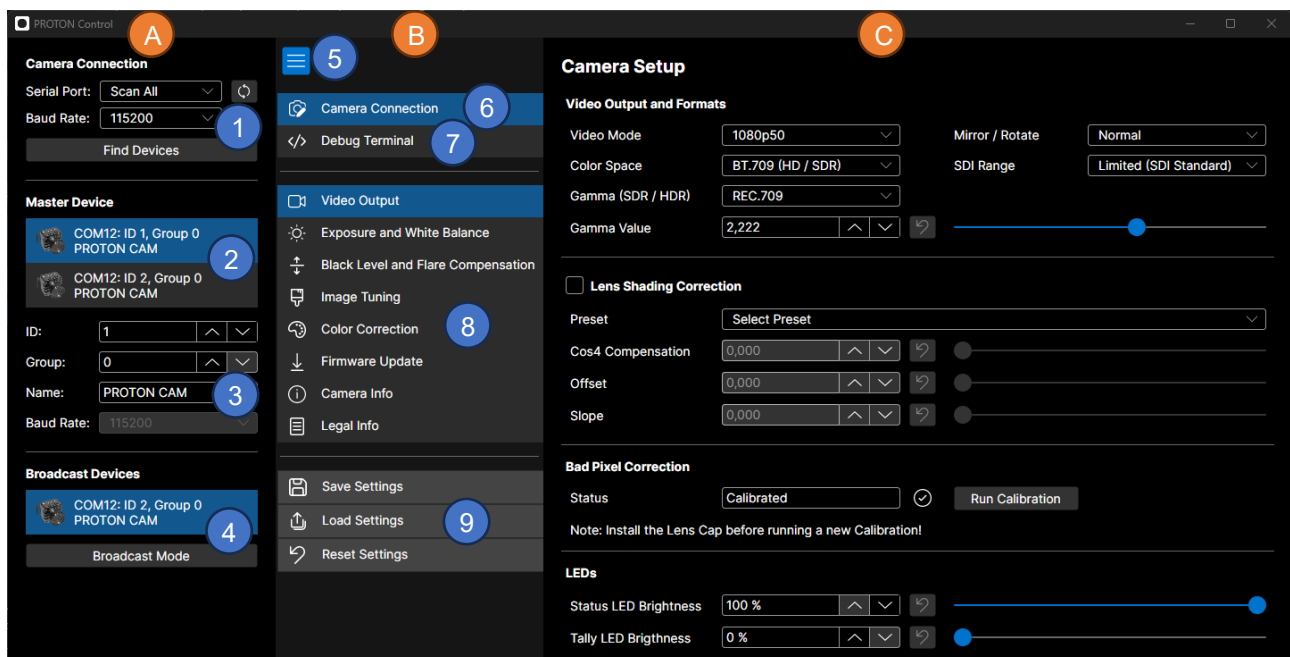 PROTON Control
A
B
C
Camera Connection
Serial Port: Scan All
Baud Rate: 115200
1
Find Devices
Master Device
COM12: ID 1, Group 0
PROTON CAM
2
COM12: ID 2, Group 0
PROTON CAM
ID: 1
Group: 0
Name: PROTON CAM
3
Baud Rate: 115200
Broadcast Devices
COM12: ID 2, Group 0
PROTON CAM
4
Broadcast Mode
5
Camera Connection
6
Debug Terminal
7
Video Output
Exposure and White Balance
Black Level and Flare Compensation
Image Tuning
Color Correction
8
Firmware Update
Camera Info
Legal Info
Save Settings
Load Settings
9
Reset Settings
Camera Setup
Video Output and Formats
Video Mode 1080p50 Mirror / Rotate Normal
Color Space BT.709 (HD / SDR) SDI Range Limited (SDI Standard)
Gamma (SDR / HDR) REC.709
Gamma Value 2,222
Lens Shading Correction
Preset Select Preset
Cos4 Compensation 0,000
Offset 0,000
Slope 0,000
Bad Pixel Correction
Status Calibrated Run Calibration
Note: Install the Lens Cap before running a new Calibration!
LEDs
Status LED Brightness 100 %
Tally LED Brigthness 0 %